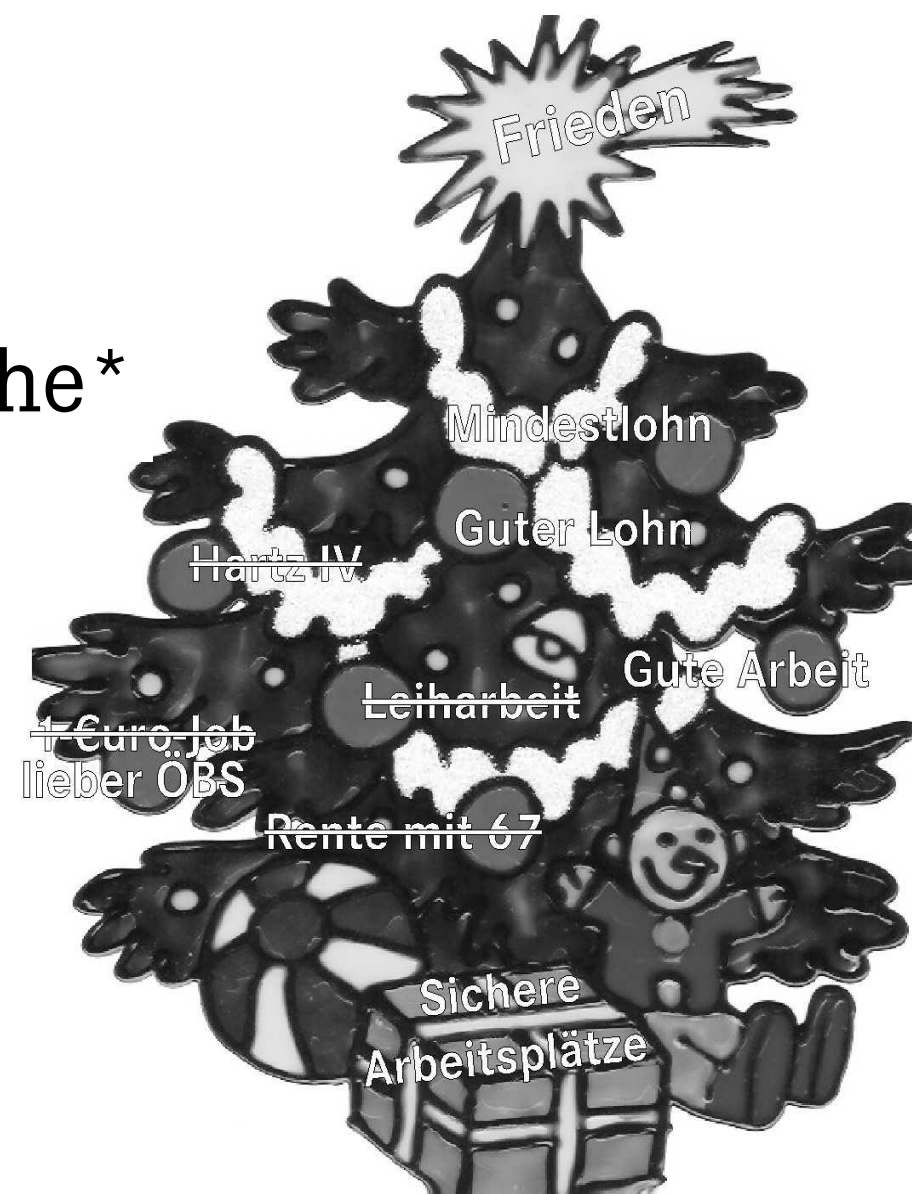 Frieden
he*
Mindestlohn
Guter Lohn
Hartz IV
Gute Arbeit
Leiharbeit
1 €uro Job
lieber ÖBS
Rente mit 67
Sichere
Arbeitsplätze